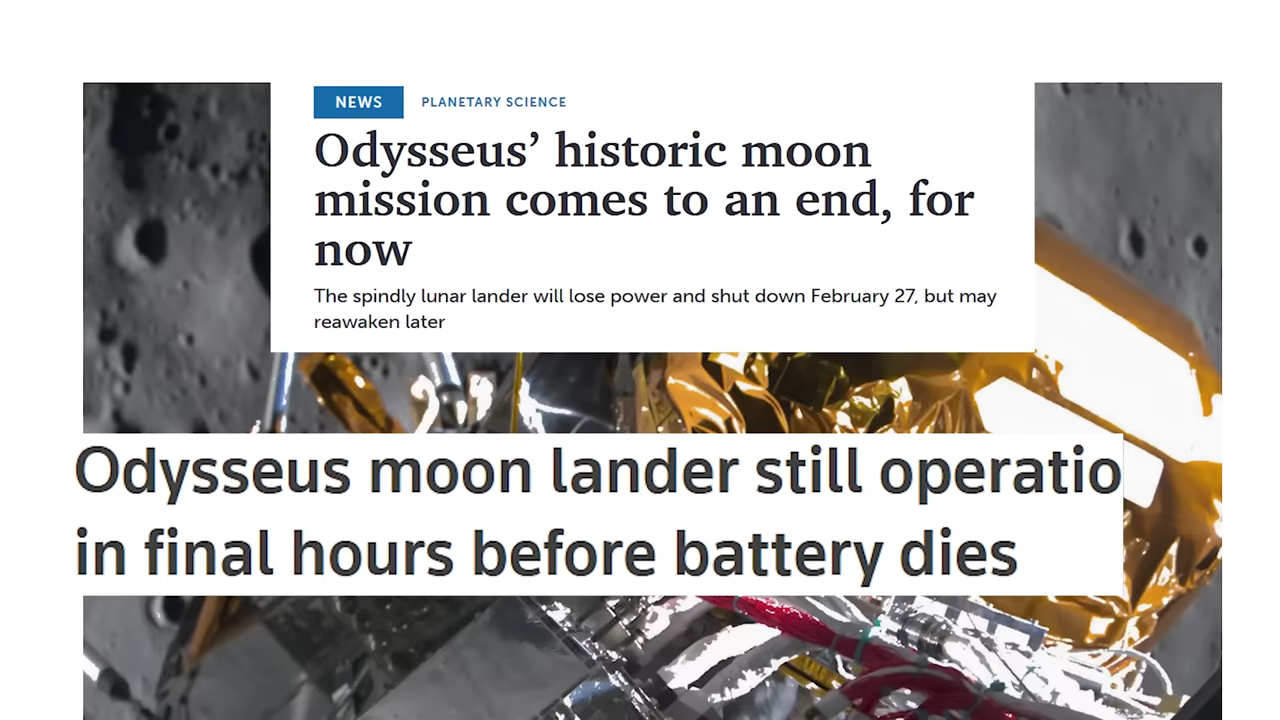 NEWS PLANETARY SCIENCE
Odysseus’ historic moon
mission comes to an end, for
now
The spindly lunar lander will lose power and shut down February 27, but may
reawaken later
Odysseus moon lander still operatio
in final hours before battery dies